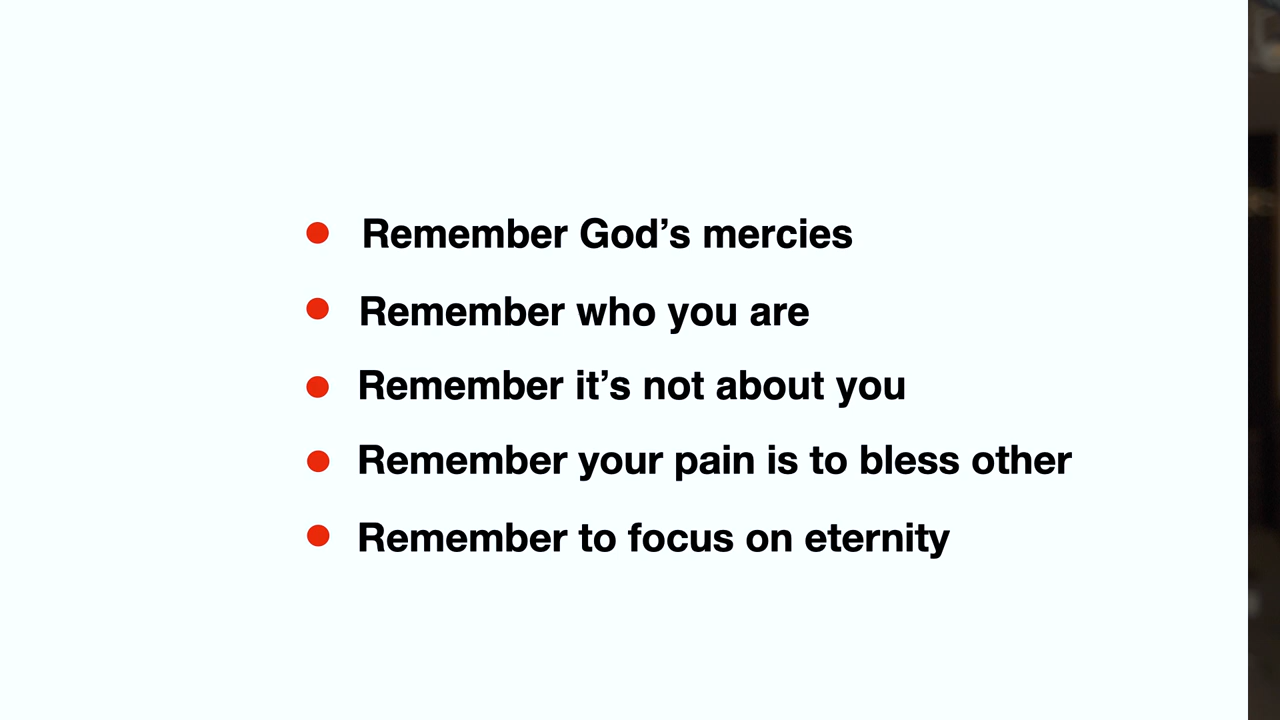 Remember God’s mercies
Remember who you are
Remember it’s not about you
Remember your pain is to bless other
Remember to focus on eternity